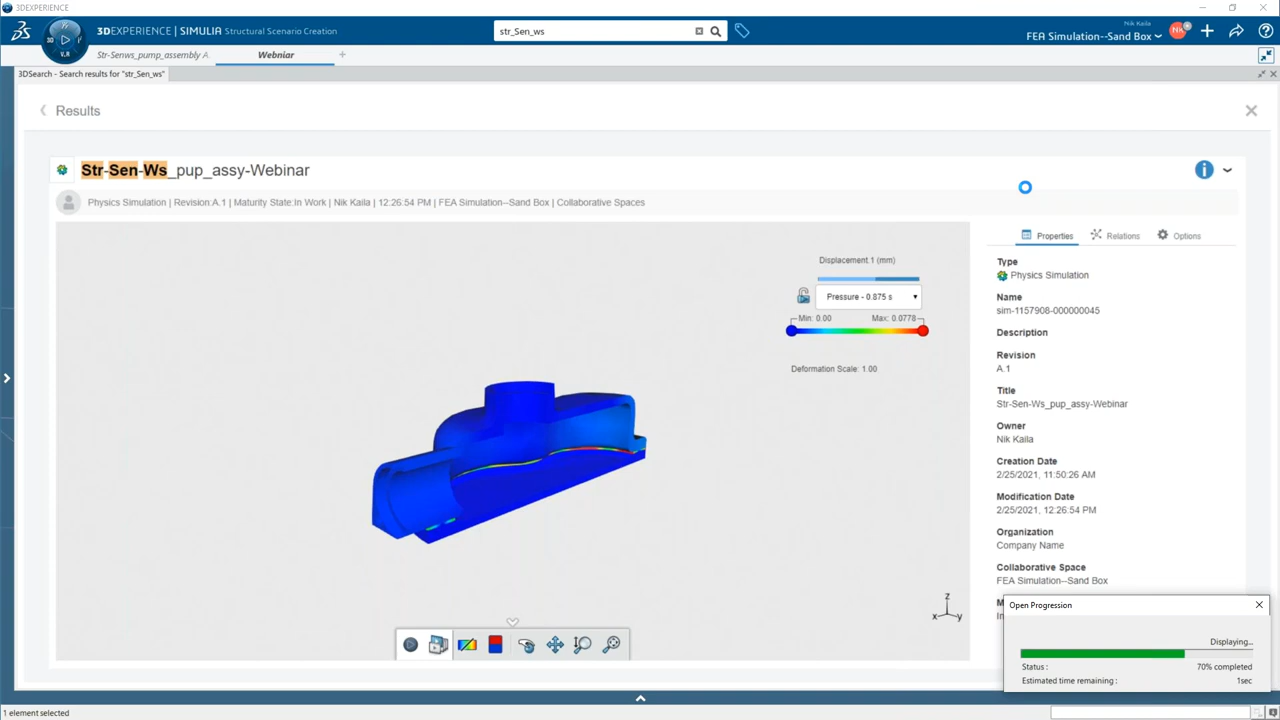 3DEXPERIENCE
3DEXPERIENCE | SIMULIA Structural Scenario Creation
str_Sen_ws
Nik Kaila
FEA Simulation--Sand Box
V.R
Str-Senws_pump_assembly A
Webniar
3DSearch - Search results for "str_Sen_ws"
Results
Str-Sen-Ws_pup_assy-Webinar
Physics Simulation | Revision:A.1 | Maturity State:In Work | Nik Kaila | 12:26:54 PM | FEA Simulation--Sand Box | Collaborative Spaces
Displacement.1 (mm)
Pressure - 0.875 s
Min: 0.00 Max: 0.0778
Deformation Scale: 1.00
z
x y
Properties Relations Options
Type
Physics Simulation
Name
sim-1157908-000000045
Description
Revision
A.1
Title
Str-Sen-Ws_pup_assy-Webinar
Owner
Nik Kaila
Creation Date
2/25/2021, 11:50:26 AM
Modification Date
2/25/2021, 12:26:54 PM
Organization
Company Name
Collaborative Space
FEA Simulation--Sand Box
Open Progression
Displaying...
Status : 70% completed
Estimated time remaining : 1sec
1 element selected